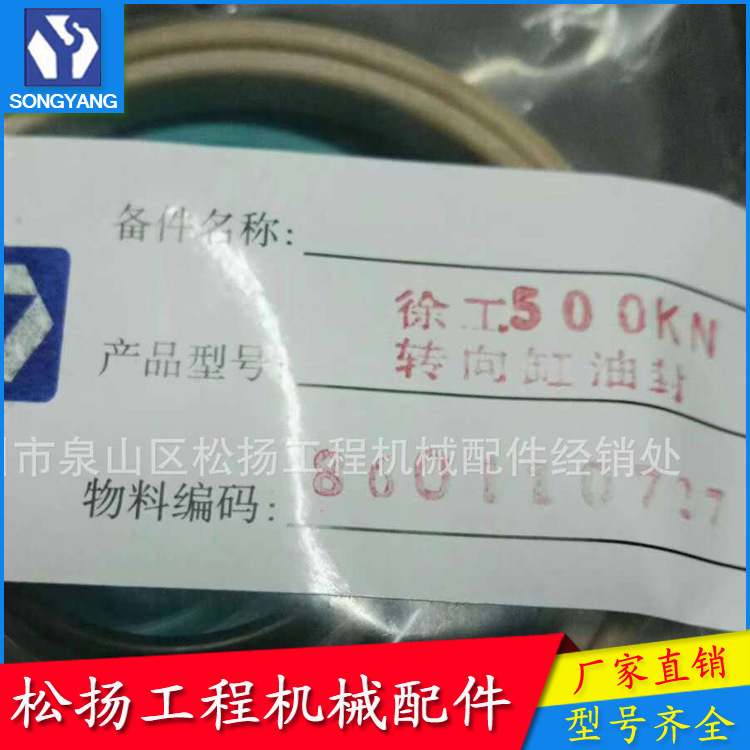 SONGYANG
备件名称:
徐工500KN
产品型号:
转向缸油封
州市泉山区松扬工程机械配件经销处
物料编码:
860110727
松扬工程机械配件
厂家直销
型号齐全